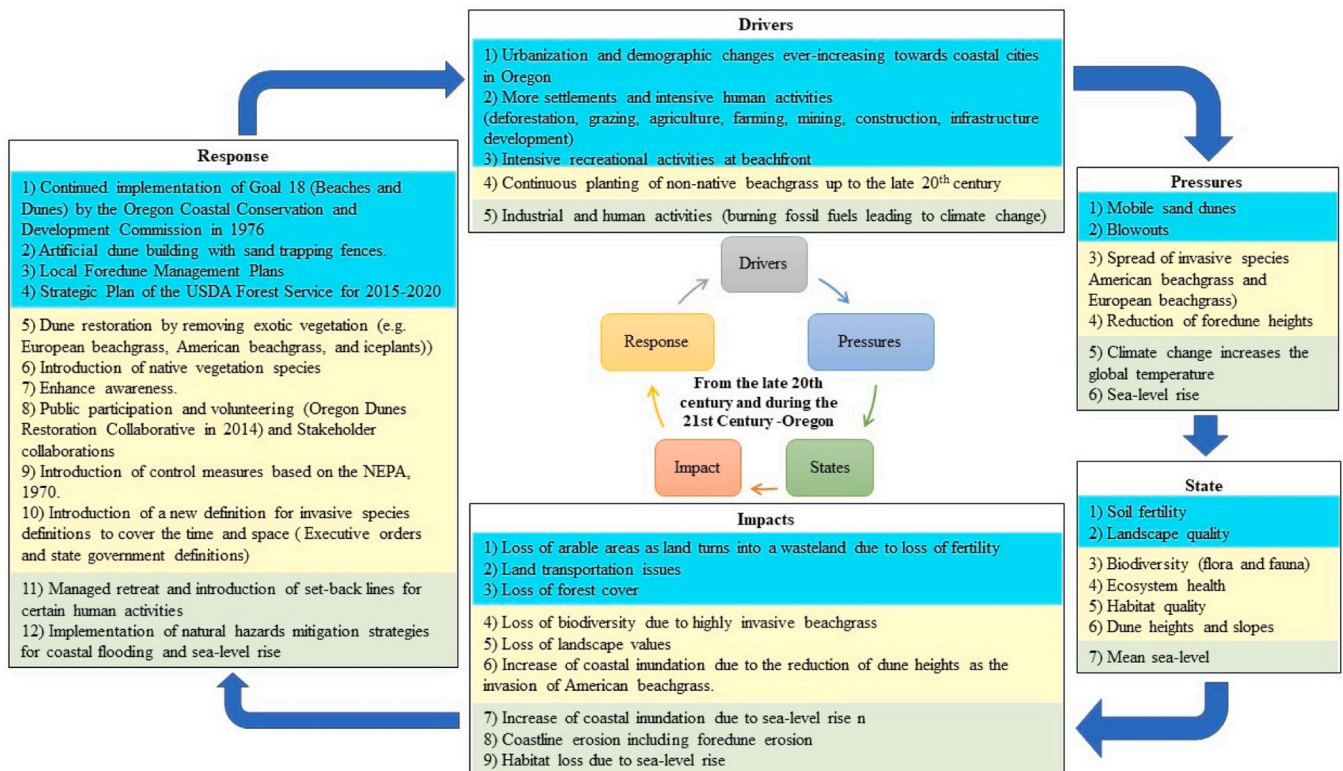 Drivers
1) Urbanization and demographic changes ever-increasing towards coastal cities
in Oregon
2) More settlements and intensive human activities
(deforestation, grazing, agriculture, farming, mining, construction, infrastructure
development)
3) Intensive recreational activities at beachfront
4) Continuous planting of non-native beachgrass up to the late 20th century
5) Industrial and human activities (burning fossil fuels leading to climate change)
Pressures
1) Mobile sand dunes
2) Blowouts
3) Spread of invasive species
American beachgrass and
European beachgrass)
4) Reduction of foredune heights
5) Climate change increases the
global temperature
6) Sea-level rise
State
1) Soil fertility
2) Landscape quality
3) Biodiversity (flora and fauna)
4) Ecosystem health
5) Habitat quality
6) Dune heights and slopes
7) Mean sea-level
Impacts
1) Loss of arable areas as land turns into a wasteland due to loss of fertility
2) Land transportation issues
3) Loss of forest cover
4) Loss of biodiversity due to highly invasive beachgrass
5) Loss of landscape values
6) Increase of coastal inundation due to the reduction of dune heights as the
invasion of American beachgrass.
7) Increase of coastal inundation due to sea-level rise n
8) Coastline erosion including foredune erosion
9) Habitat loss due to sea-level rise
Response
1) Continued implementation of Goal 18 (Beaches and
Dunes) by the Oregon Coastal Conservation and
Development Commission in 1976
2) Artificial dune building with sand trapping fences.
3) Local Foredune Management Plans
4) Strategic Plan of the USDA Forest Service for 2015-2020
5) Dune restoration by removing exotic vegetation (e.g.
European beachgrass, American beachgrass, and iceplants))
6) Introduction of native vegetation species
7) Enhance awareness.
8) Public participation and volunteering (Oregon Dunes
Restoration Collaborative in 2014) and Stakeholder
collaborations
9) Introduction of control measures based on the NEPA,
1970.
10) Introduction of a new definition for invasive species
definitions to cover the time and space ( Executive orders
and state government definitions)
11) Managed retreat and introduction of set-back lines for
certain human activities
12) Implementation of natural hazards mitigation strategies
for coastal flooding and sea-level rise
Drivers
Response
Pressures
From the late 20th
century and during the
21st Century -Oregon
Impact
States